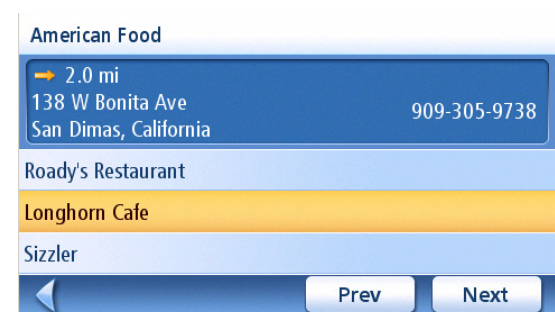 American Food
2.0 mi
138 W Bonita Ave
909-305-9738
San Dimas, California
Roady's Restaurant
Longhorn Cafe
Sizzler
Prev
Next